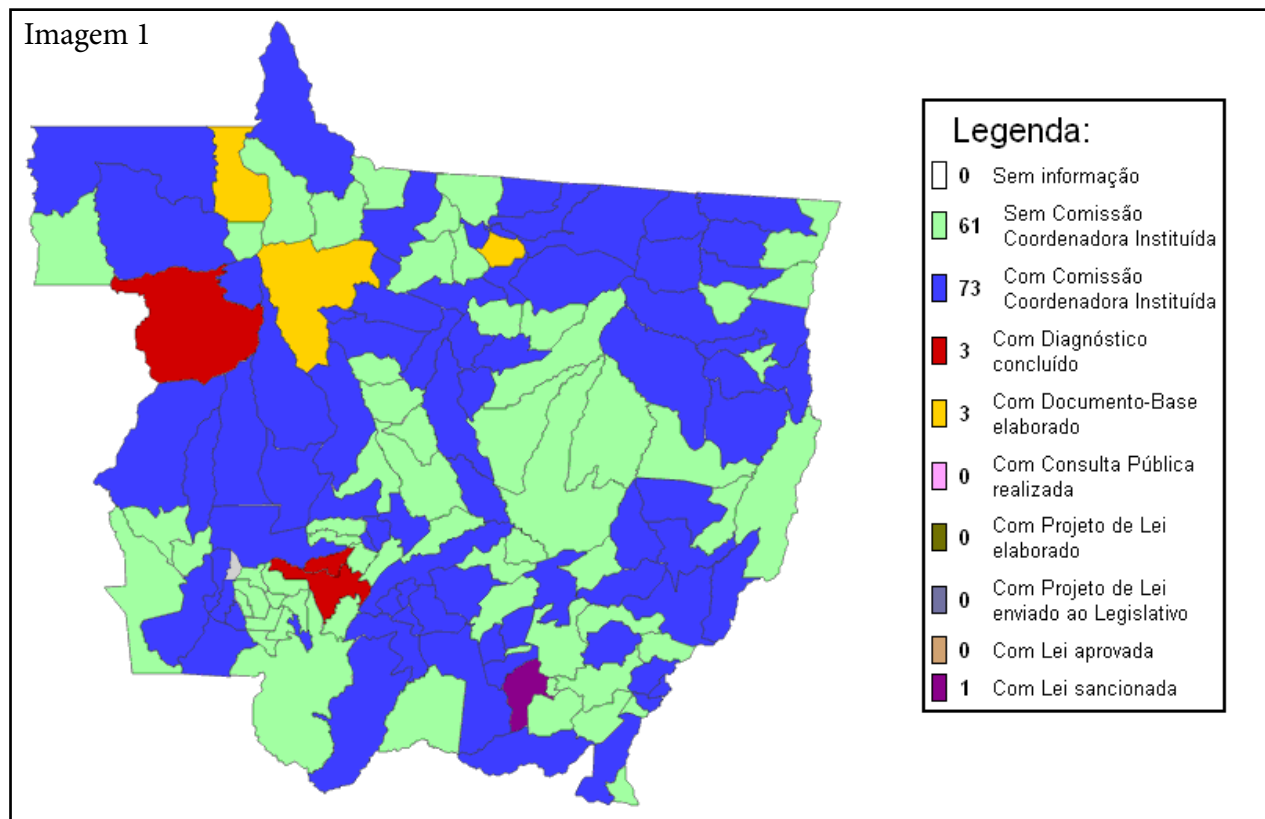 Imagem 1
Legenda:
0 Sem informação
61 Sem Comissão
Coordenadora Instituída
73 Com Comissão
Coordenadora Instituída
3 Com Diagnóstico
concluído
3 Com Documento-Base
elaborado
0 Com Consulta Pública
realizada
0 Com Projeto de Lei
elaborado
0 Com Projeto de Lei
enviado ao Legislativo
0 Com Lei aprovada
1 Com Lei sancionada